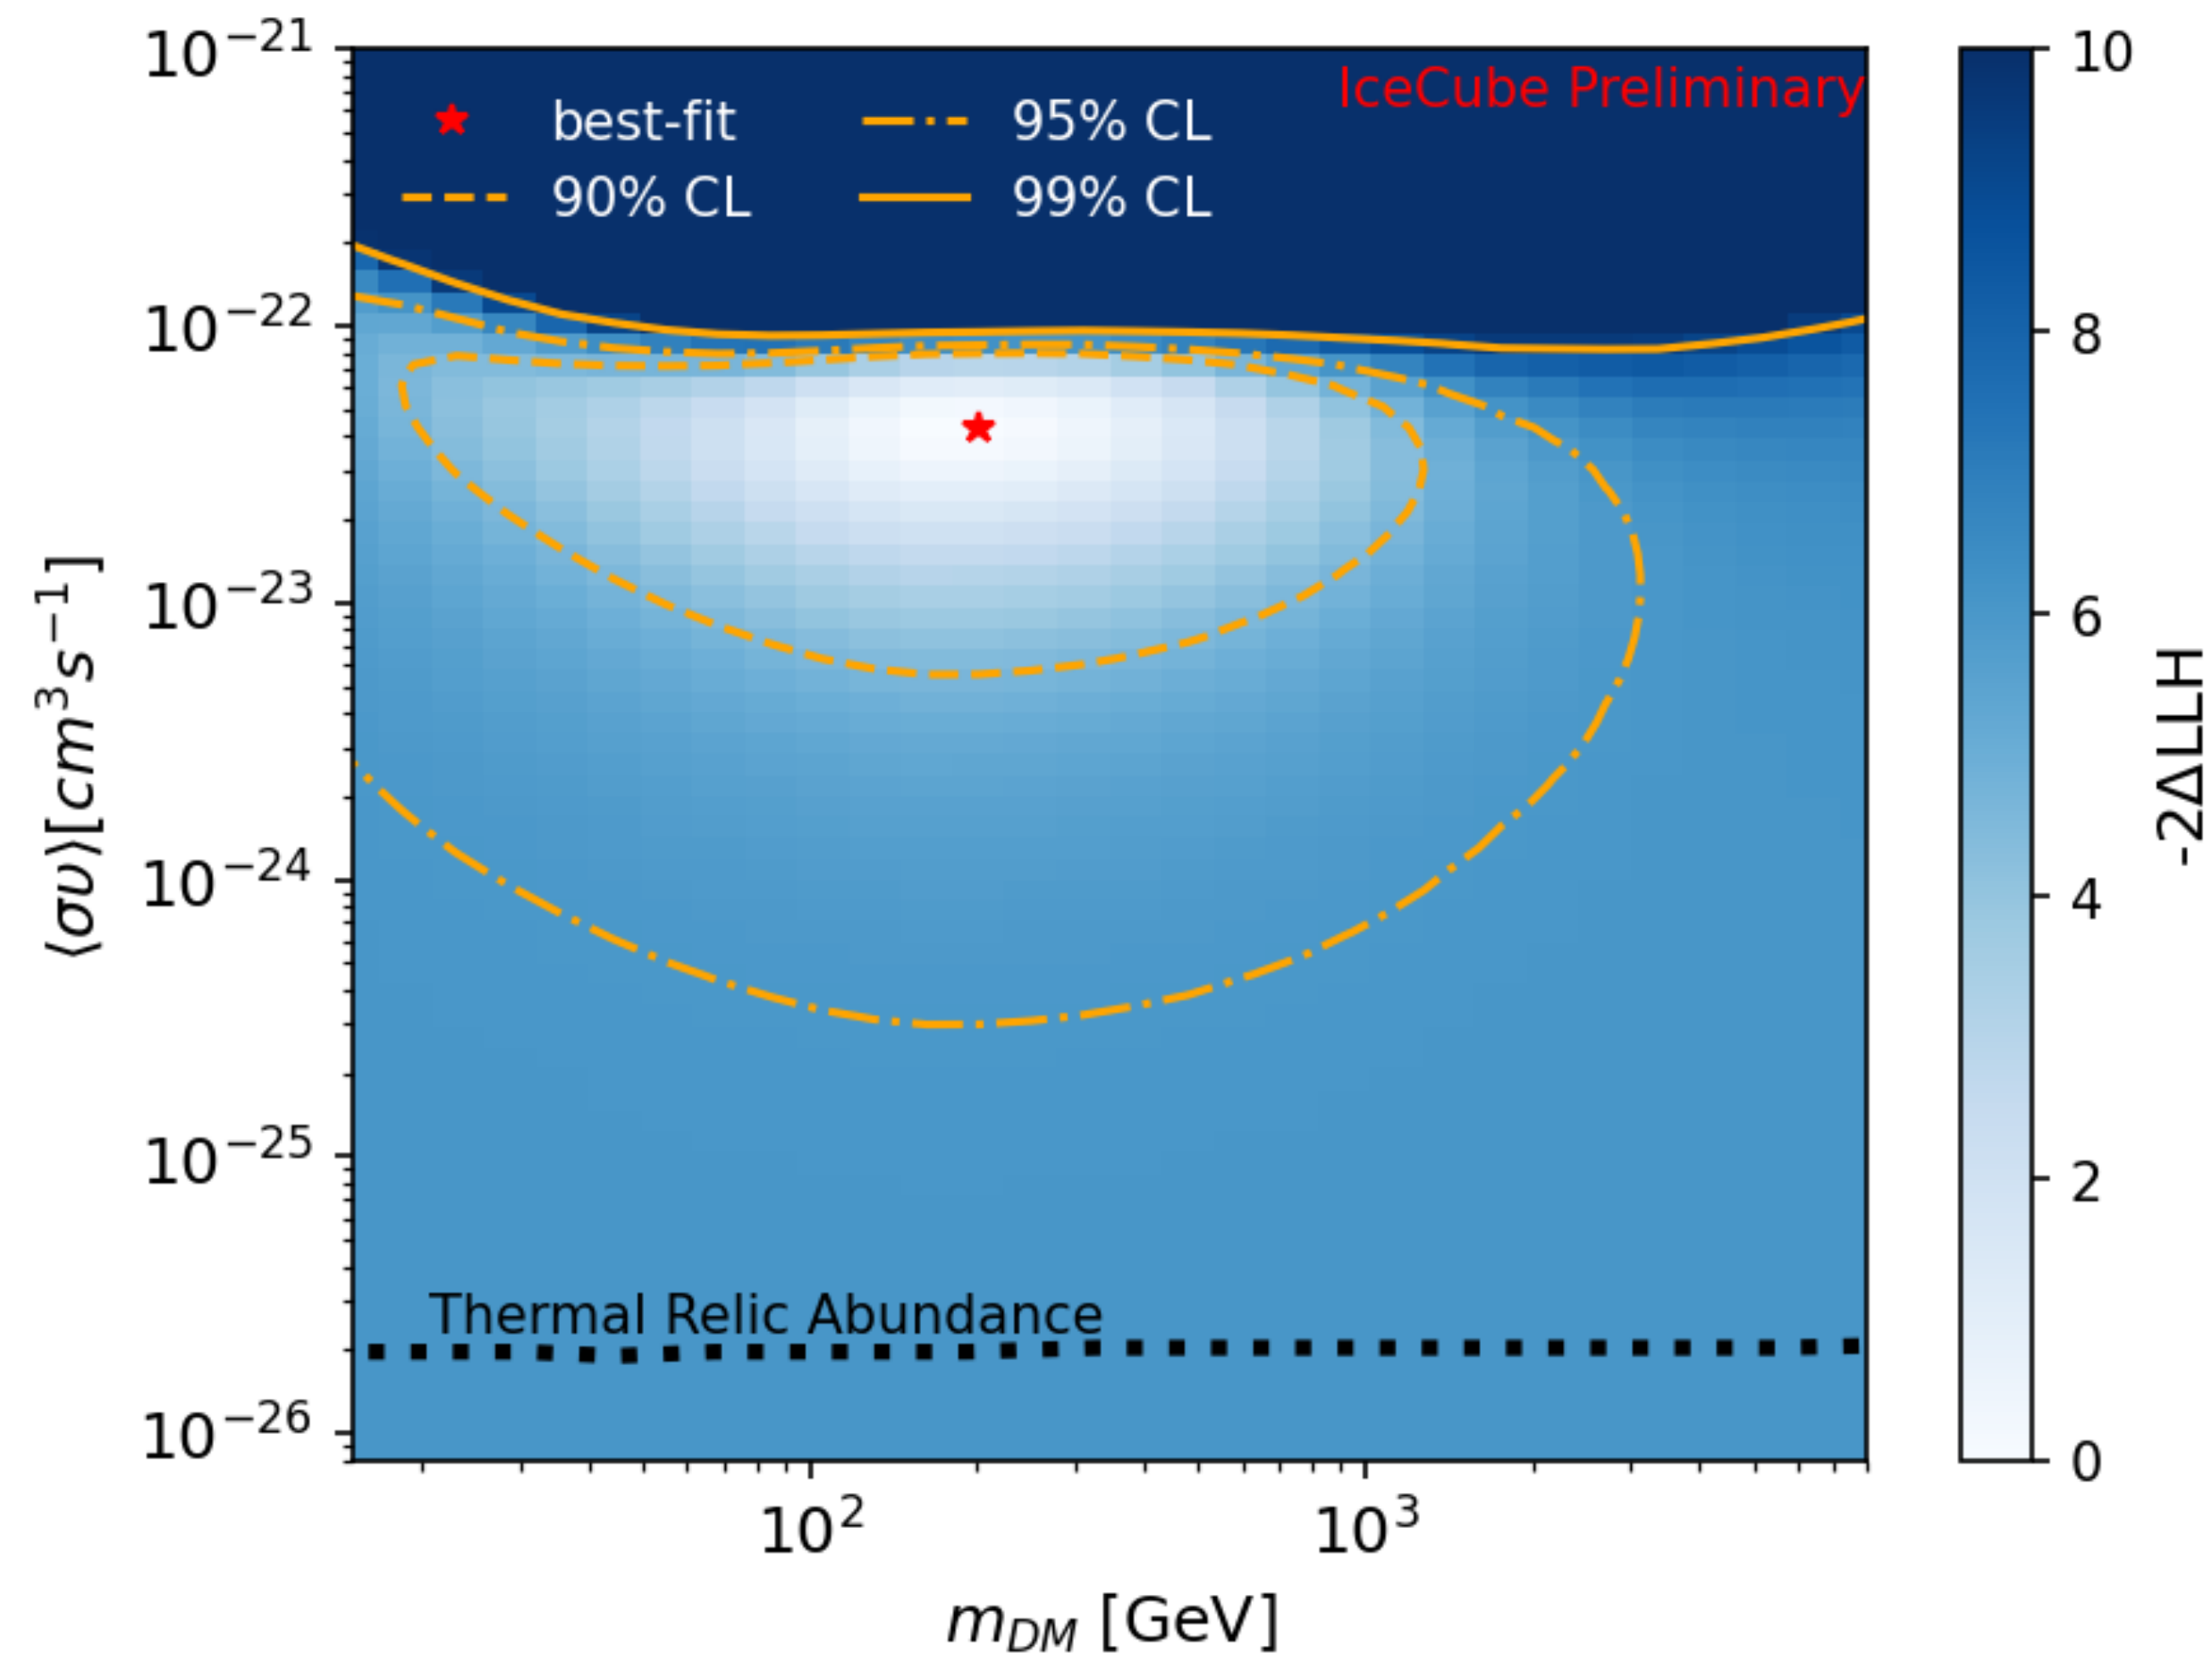 IceCube Preliminary
best-fit
95% CL
90% CL
99% CL
Thermal Relic Abundance
10⁻²¹
10⁻²²
10⁻²³
10⁻²⁴
10⁻²⁵
10⁻²⁶
⟨συ⟩[cm³s⁻¹]
10²
10³
m_DM [GeV]
10
8
6
4
2
0
-2ΔLLH